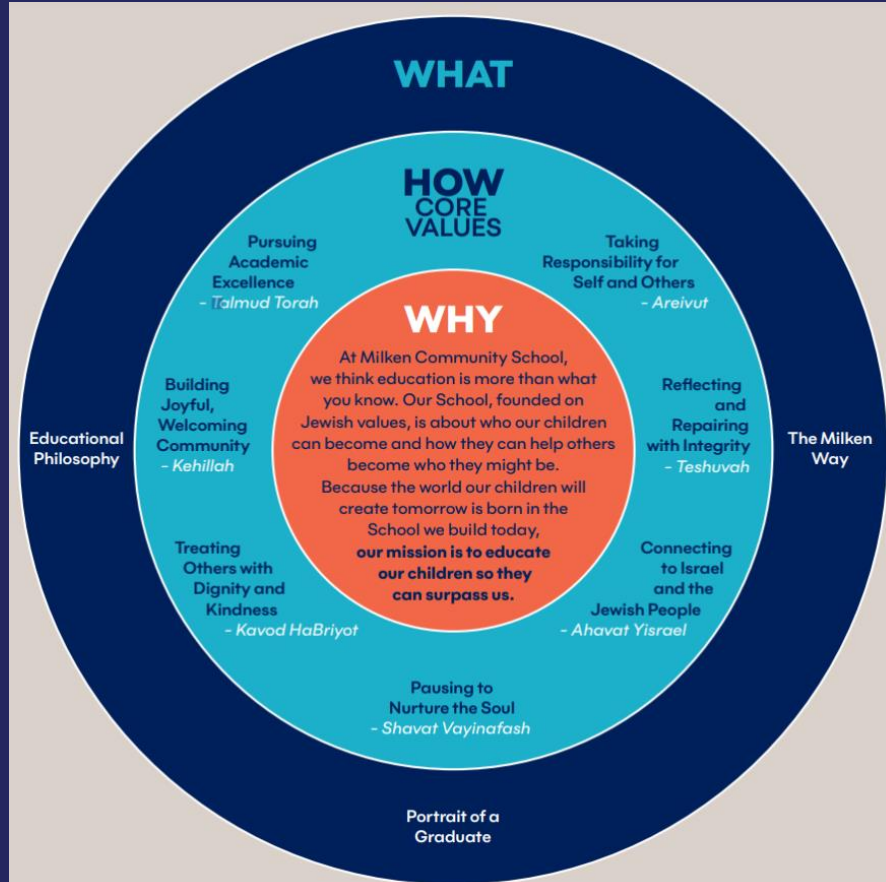 WHAT
HOW
CORE
VALUES
Pursuing
Academic
Excellence
- Talmud Torah
Taking
Responsibility for
Self and Others
- Areivut
WHY
At Milken Community School,
we think education is more than what
you know. Our School, founded on
Jewish values, is about who our children
can become and how they can help others
become who they might be.
Because the world our children will
create tomorrow is born in the
School we build today,
our mission is to educate
our children so they
can surpass us.
Building
Joyful,
Welcoming
Community
- Kehillah
Reflecting
and
Repairing
with Integrity
- Teshuvah
Educational
Philosophy
The Milken
Way
Treating
Others with
Dignity and
Kindness
- Kavod HaBriyot
Connecting
to Israel
and the
Jewish People
- Ahavat Yisrael
Pausing to
Nurture the Soul
- Shavat Vayinafash
Portrait of a
Graduate